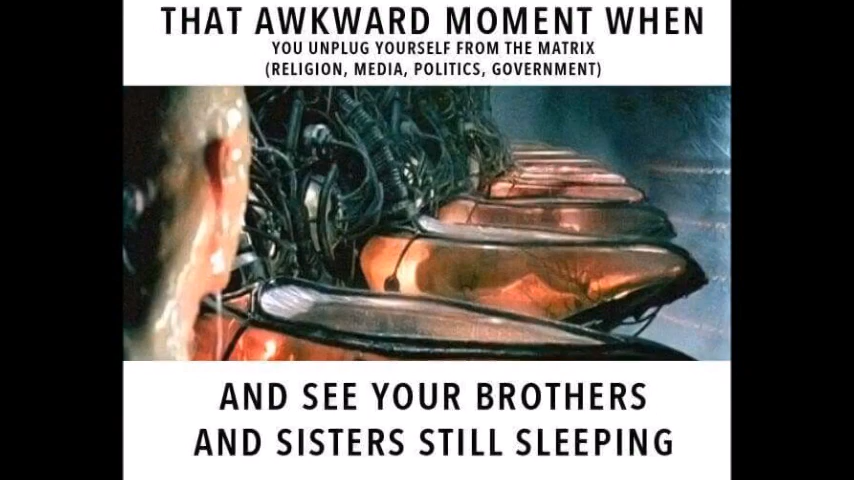 THAT AWKWARD MOMENT WHEN
YOU UNPLUG YOURSELF FROM THE MATRIX
(RELIGION, MEDIA, POLITICS, GOVERNMENT)
AND SEE YOUR BROTHERS
AND SISTERS STILL SLEEPING